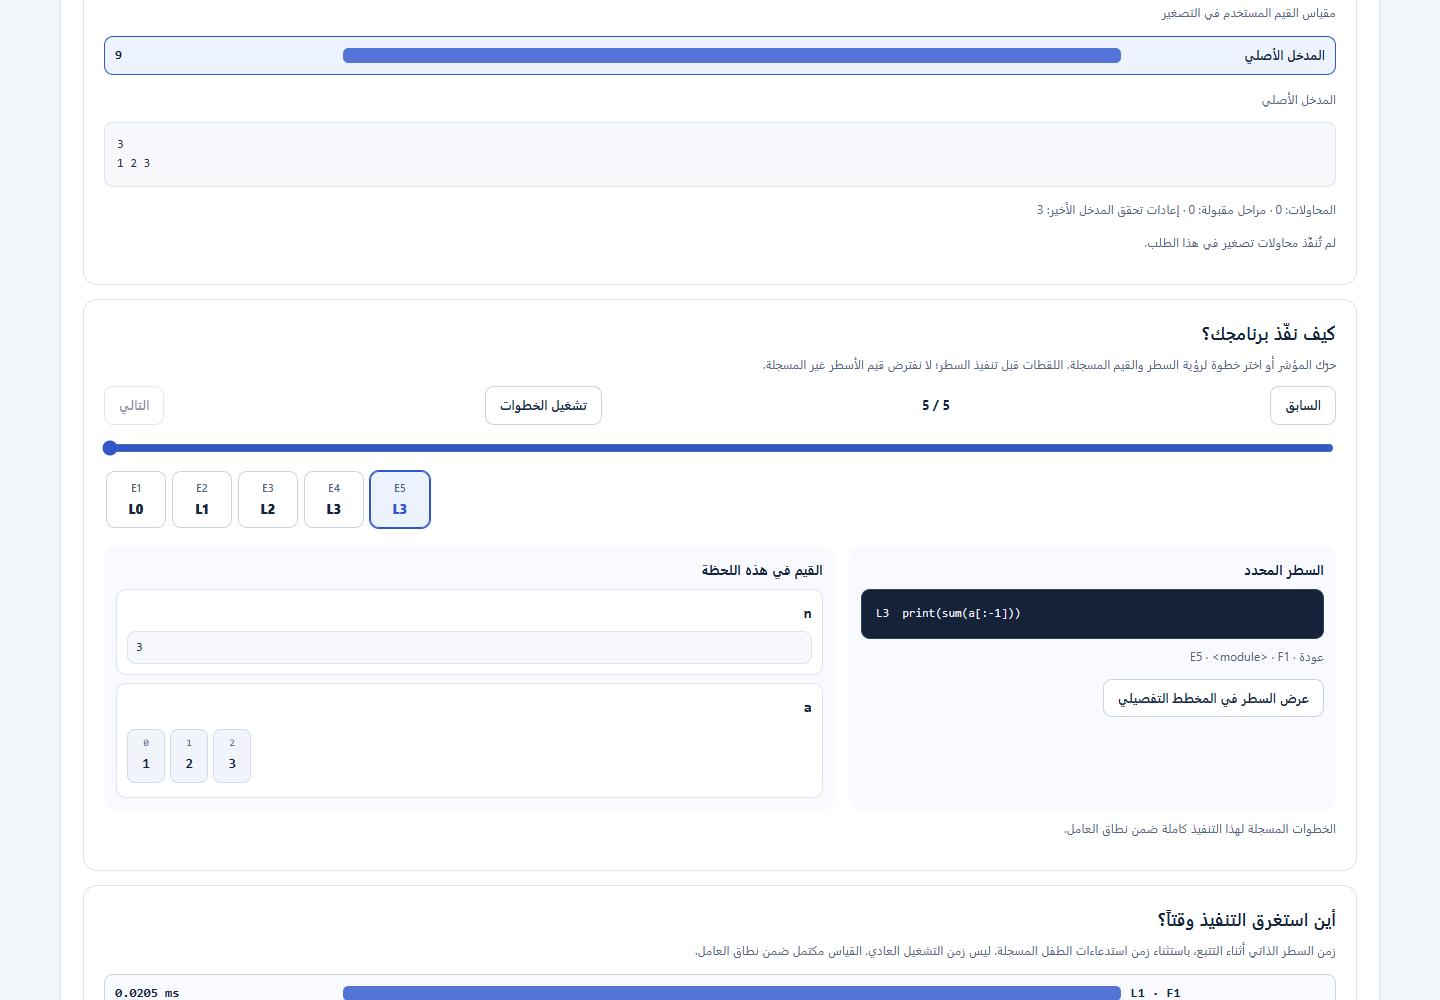 مقياس القيم المستخدم في التصغير
المدخل الأصلي 9
المدخل الأصلي
3
1 2 3
المحاولات: 0 · مراحل مقبولة: 0 · إعادات تحقق المدخل الأخير: 3
لم تُنفّذ محاولات تصغير في هذا الطلب.
كيف نفّذ برنامجك؟
حرّك المؤشر أو اختر خطوة لرؤية السطر والقيم المسجلة. اللقطات قبل تنفيذ السطر؛ لا نفترض قيم الأسطر غير المسجلة.
السابق 5 / 5 تشغيل الخطوات التالي
E1 E2 E3 E4 E5
L0 L1 L2 L3 L3
السطر المحدد
L3 print(sum(a[:-1]))
عودة · E5 · <module> · F1
عرض السطر في المخطط التفصيلي
القيم في هذه اللحظة
n
3
a
0 1 2
1 2 3
الخطوات المسجلة لهذا التنفيذ كاملة ضمن نطاق العامل.
أين استغرق التنفيذ وقتاً؟
زمن السطر الذاتي أثناء التتبع، باستثناء زمن استدعاءات الطفل المسجلة. ليس زمن التشغيل العادي. القياس مكتمل ضمن نطاق العامل.
L1 · F1 0.0205 ms